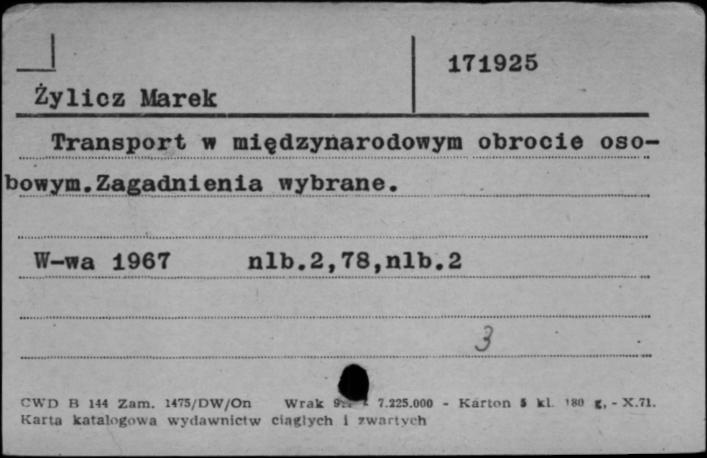 171925
Żylicz Marek
Transport w międzynarodowym obrocie oso-
bowym.Zagadnienia wybrane.
W-wa 1967 nlb.2,78,nlb.2
3
CWD B 144 Zam. 1475/DW/On Wrak 7.225.000 - Karton 5 kl. 180 g, - X.71.
Karta katalogowa wydawnictw ciągłych i zwartych